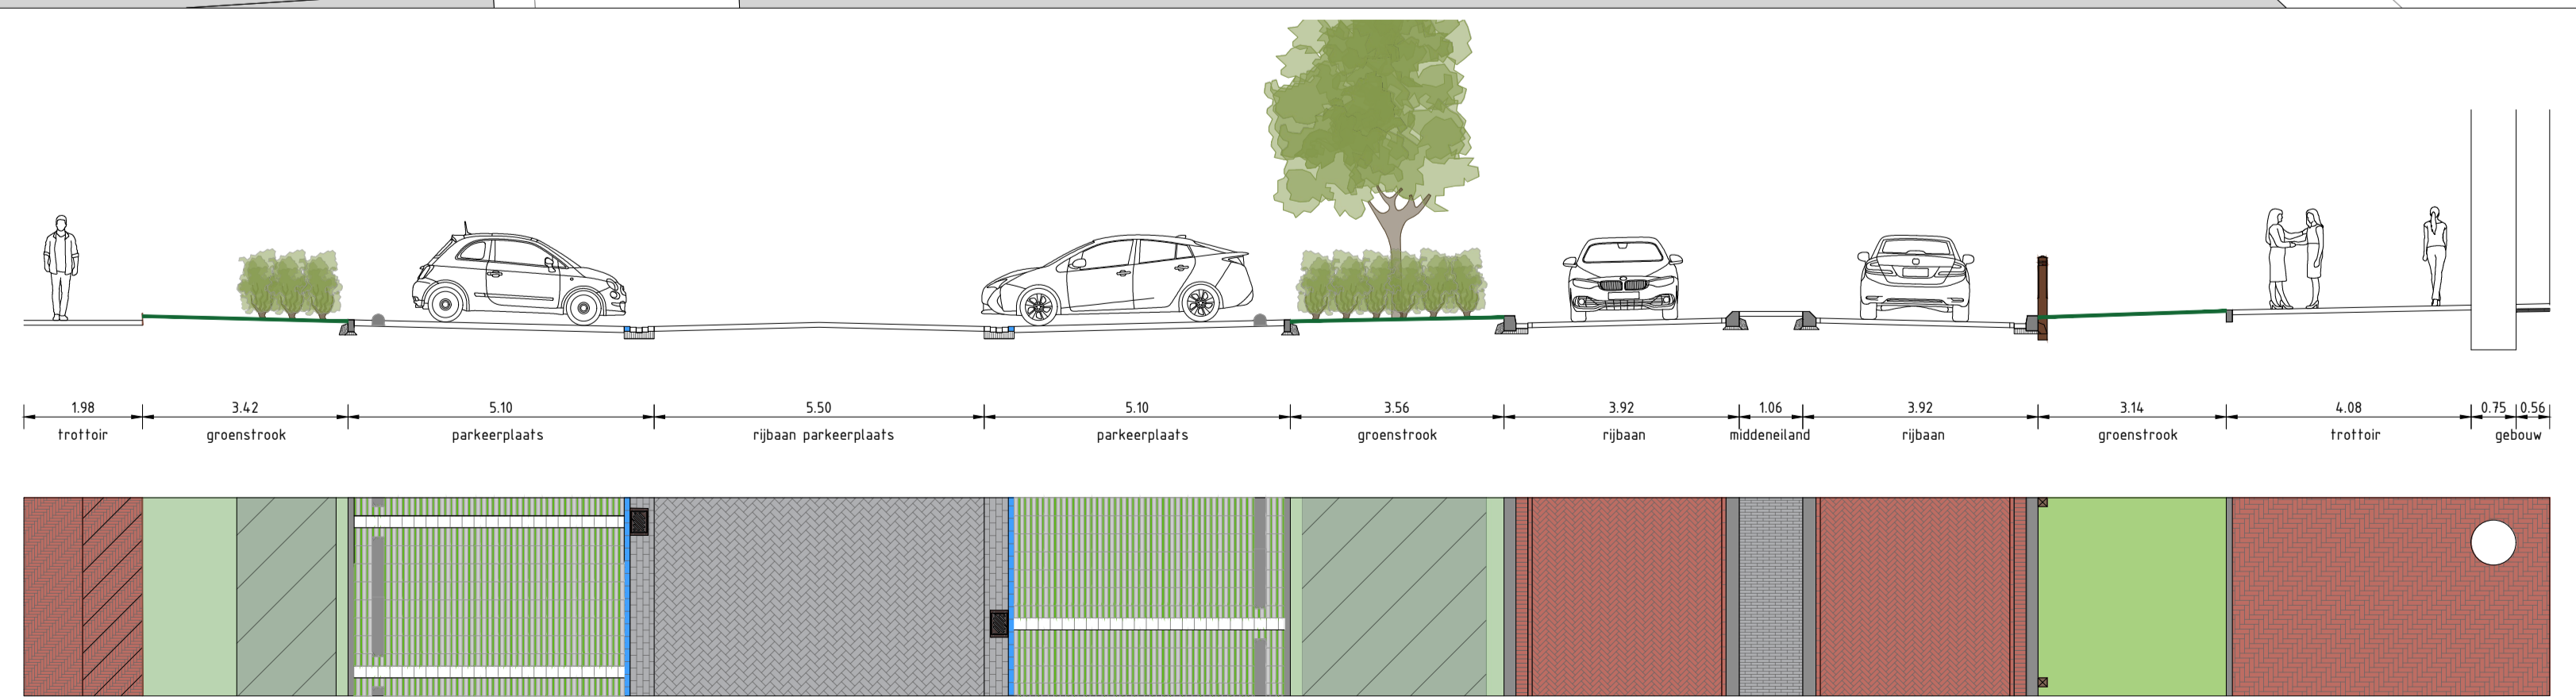 1.98 3.42 5.10 5.50 5.10 3.56 3.92 1.06 3.92 3.14 4.08 0.75 0.56
trottoir groenstrook parkeerplaats rijbaan parkeerplaats parkeerplaats groenstrook rijbaan middeneiland rijbaan groenstrook trottoir gebouw